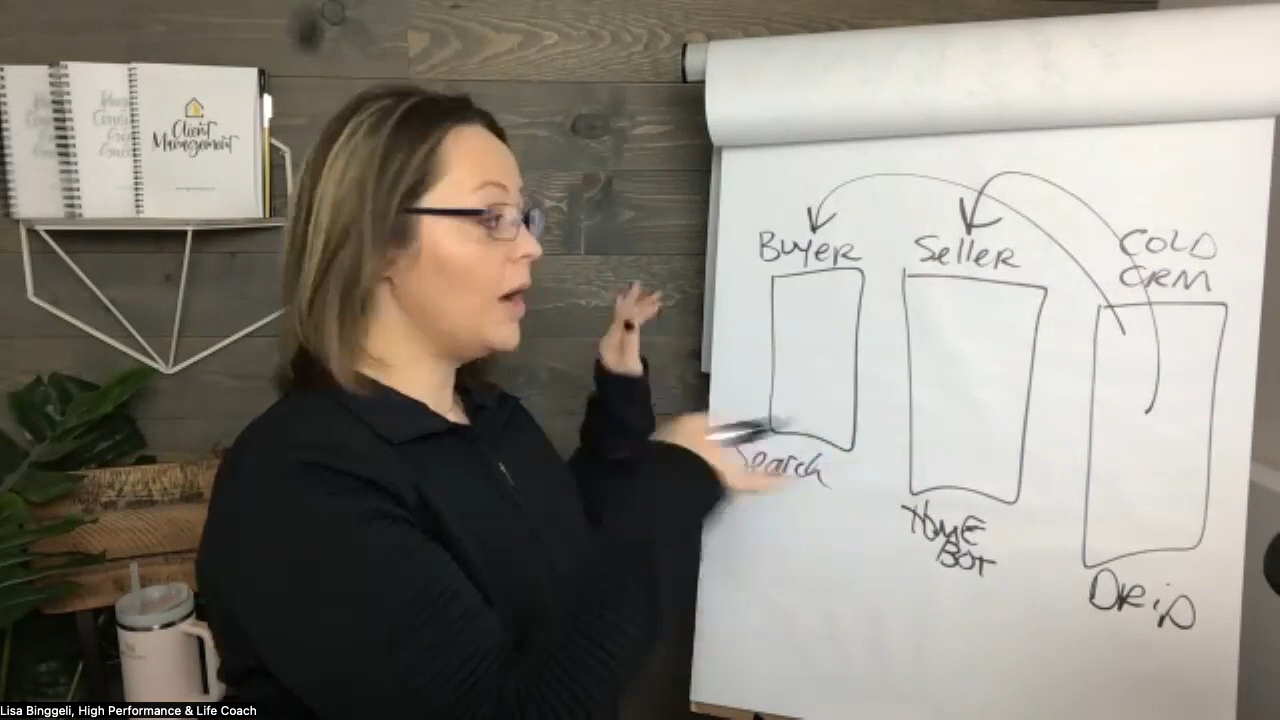 Client
Management
BUYER
Seller
COLD
CRM
Search
HOME
BOT
DRiP
Lisa Binggeli, High Performance & Life Coach